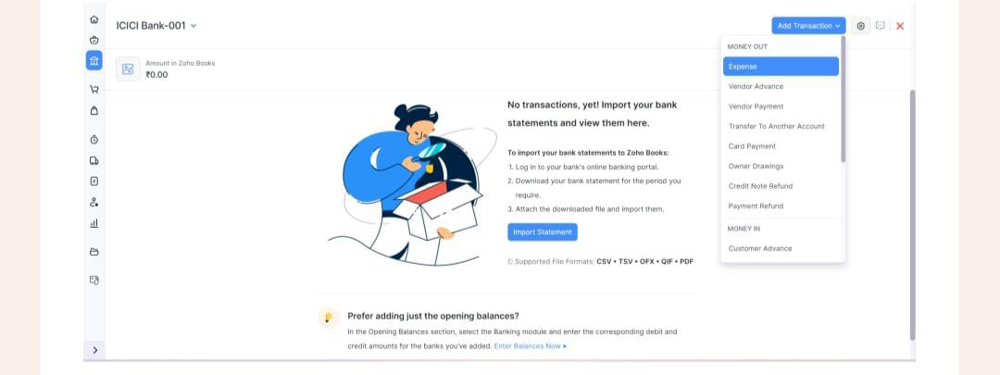 ICICI Bank-001
Add Transaction
Amount in Zoho Books
₹0.00
MONEY OUT
Expense
Vendor Advance
Vendor Payment
Transfer To Another Account
Card Payment
Owner Drawings
Credit Note Refund
Payment Refund
MONEY IN
Customer Advance
No transactions, yet! Import your bank
statements and view them here.
To import your bank statements to Zoho Books:
1. Log in to your bank's online banking portal.
2. Download your bank statement for the period you
require.
3. Attach the downloaded file and import them.
Import Statement
Supported File Formats: CSV • TSV • OFX • QIF • PDF
Prefer adding just the opening balances?
In the Opening Balances section, select the Banking module and enter the corresponding debit and
credit amounts for the banks you've added. Enter Balances Now ▸